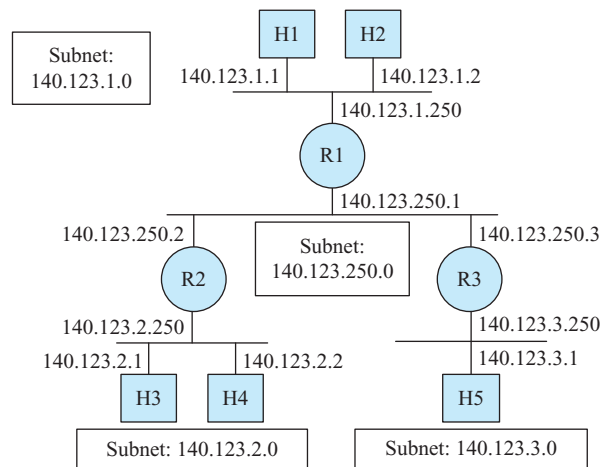 H1 H2
Subnet:
140.123.1.0
140.123.1.1 140.123.1.2
140.123.1.250
R1
140.123.250.1
140.123.250.2 140.123.250.3
Subnet:
140.123.250.0
R2 R3
140.123.2.250 140.123.3.250
140.123.2.1 140.123.2.2 140.123.3.1
H3 H4 H5
Subnet: 140.123.2.0 Subnet: 140.123.3.0